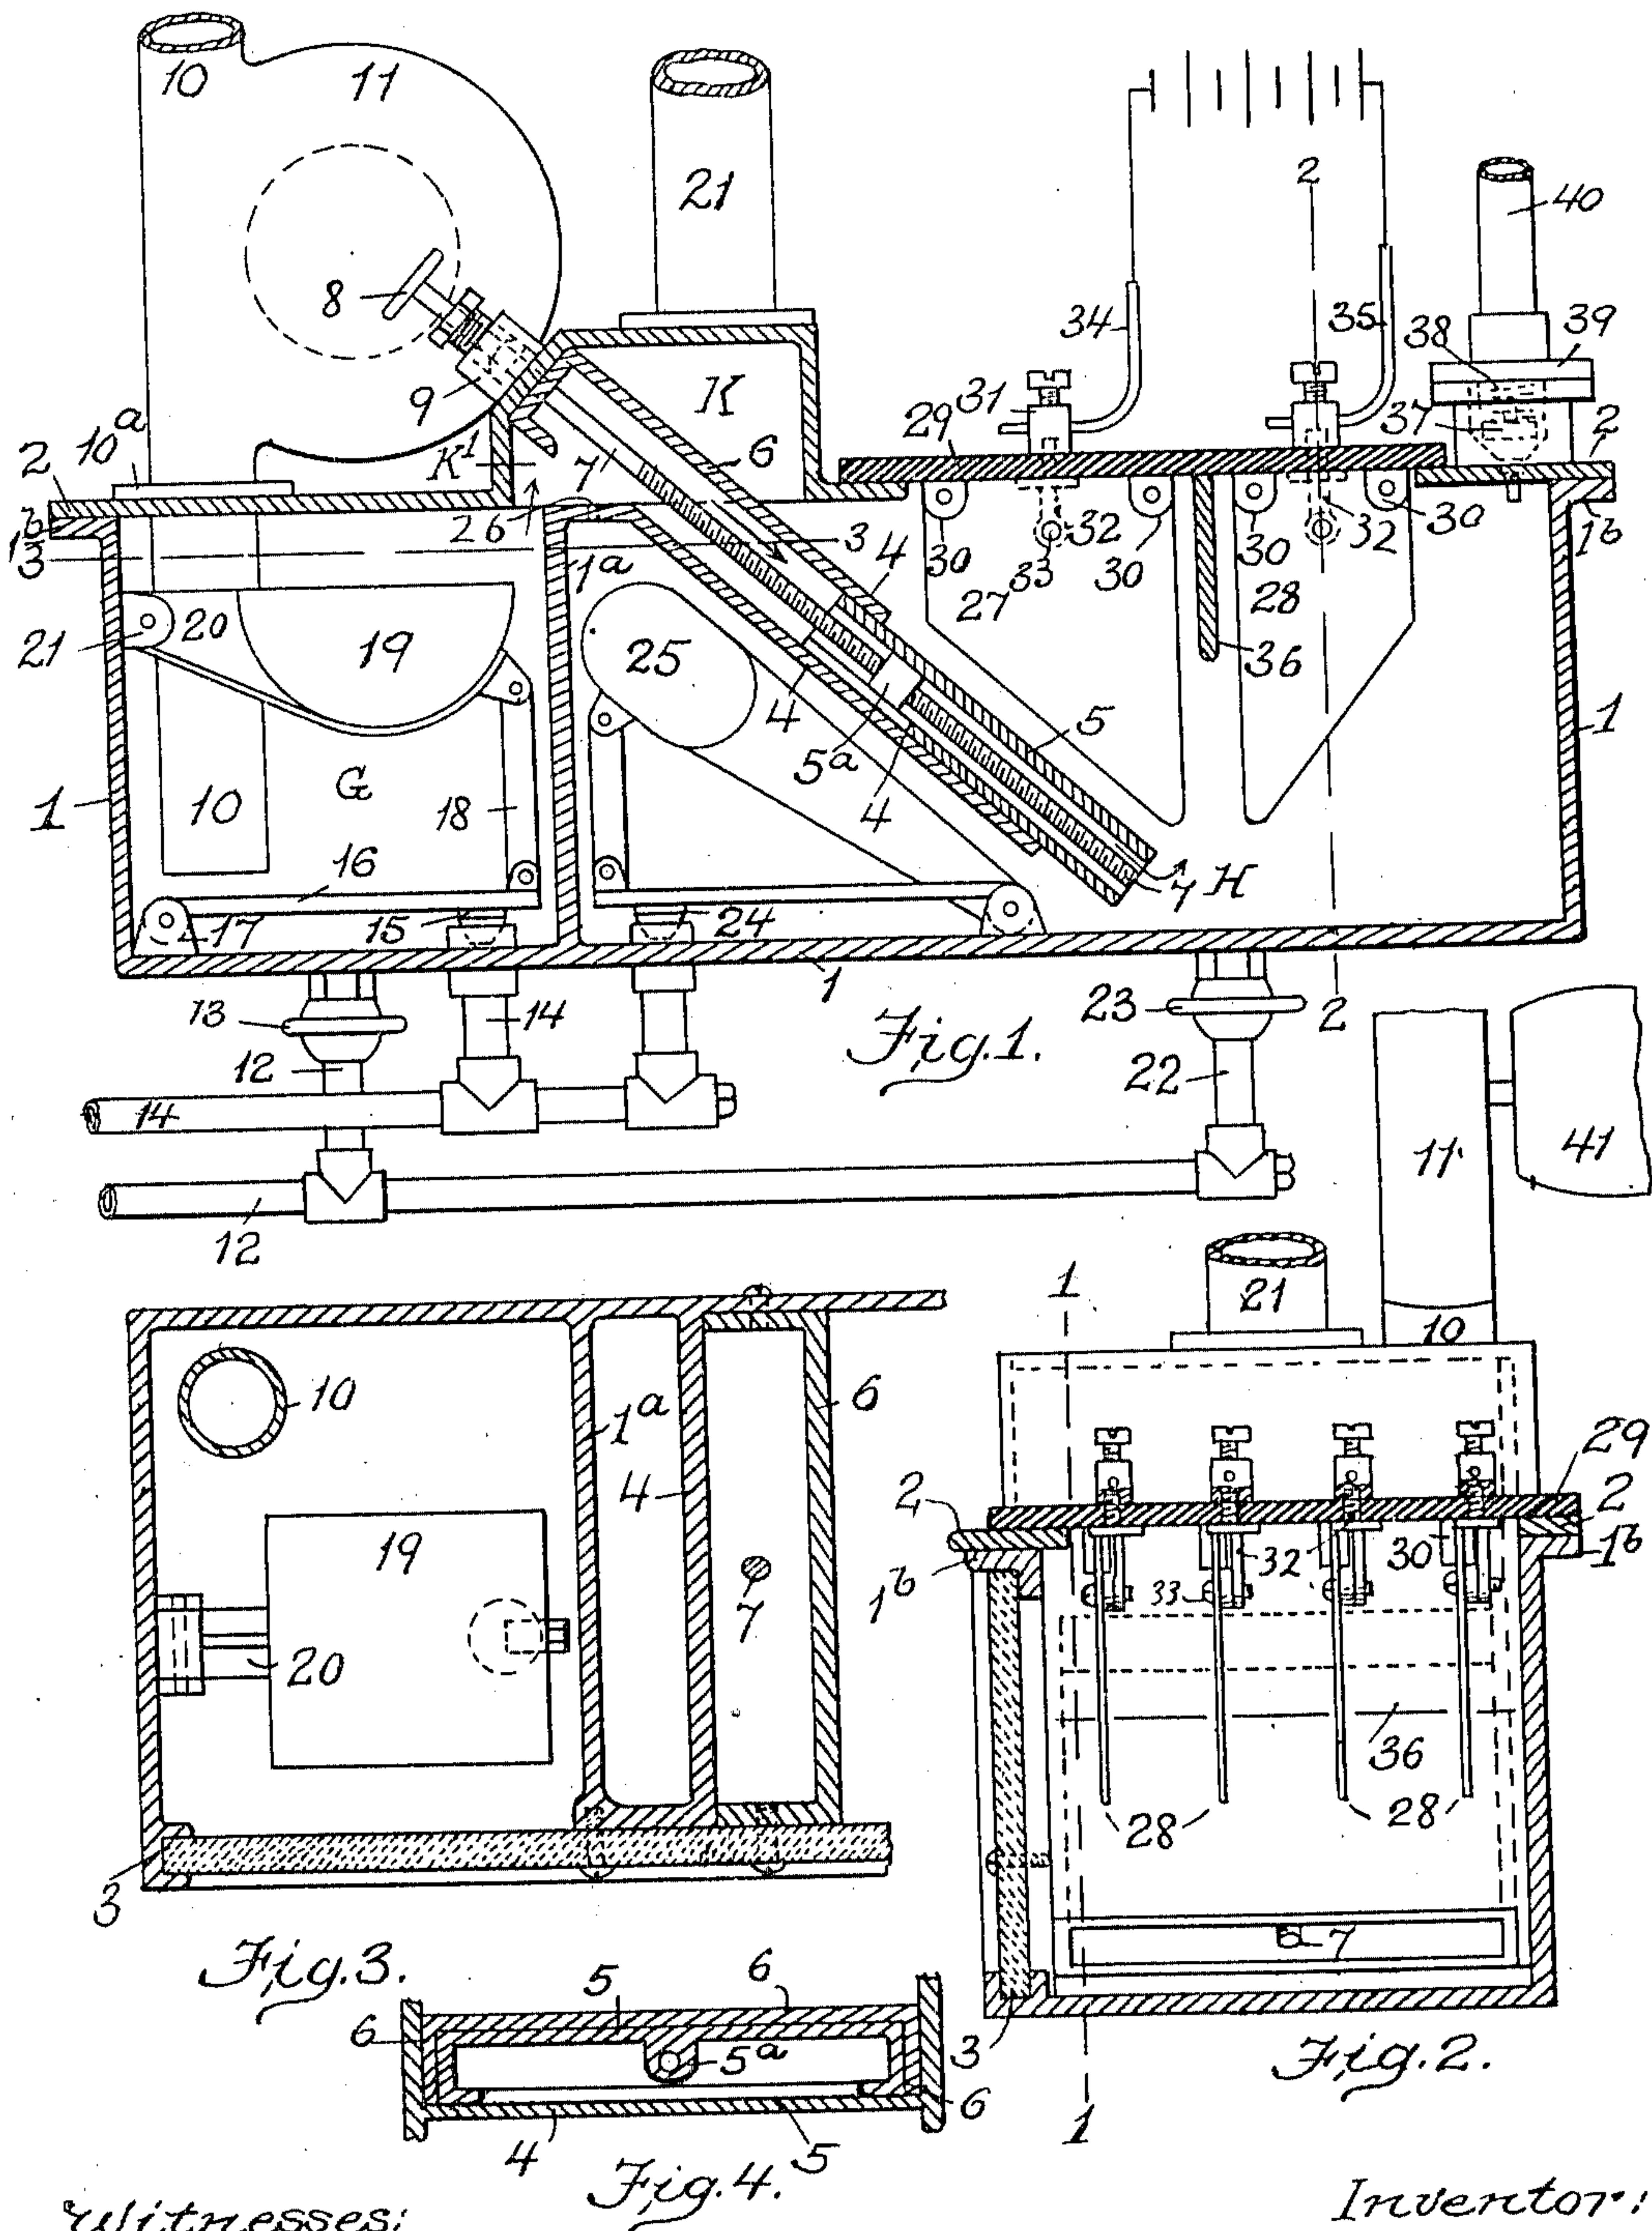 10 11
21
2
40
8
34 35 38 39
9 K 31 37 2
10a 29
2 K1 7 6
1b 26 3 4 30 33 32 30 30 32 30 1b
3 1a
21 20 19 25 27 28
4 36
5a 5 1
1 10 G 18 4
16 7 H
17 15 24
1
13 14 23 2
Fig. 1.
12 22
14 11 41
12
1 21 10
10 1a 6
4 29
2 2
19 32 30 1b
1b 33
7
20 36
28 28
3
7
Fig. 3.
5 6
6 5a 3
Fig. 2.
6
4 5 1
Fig. 4.
Witnesses: Inventor: